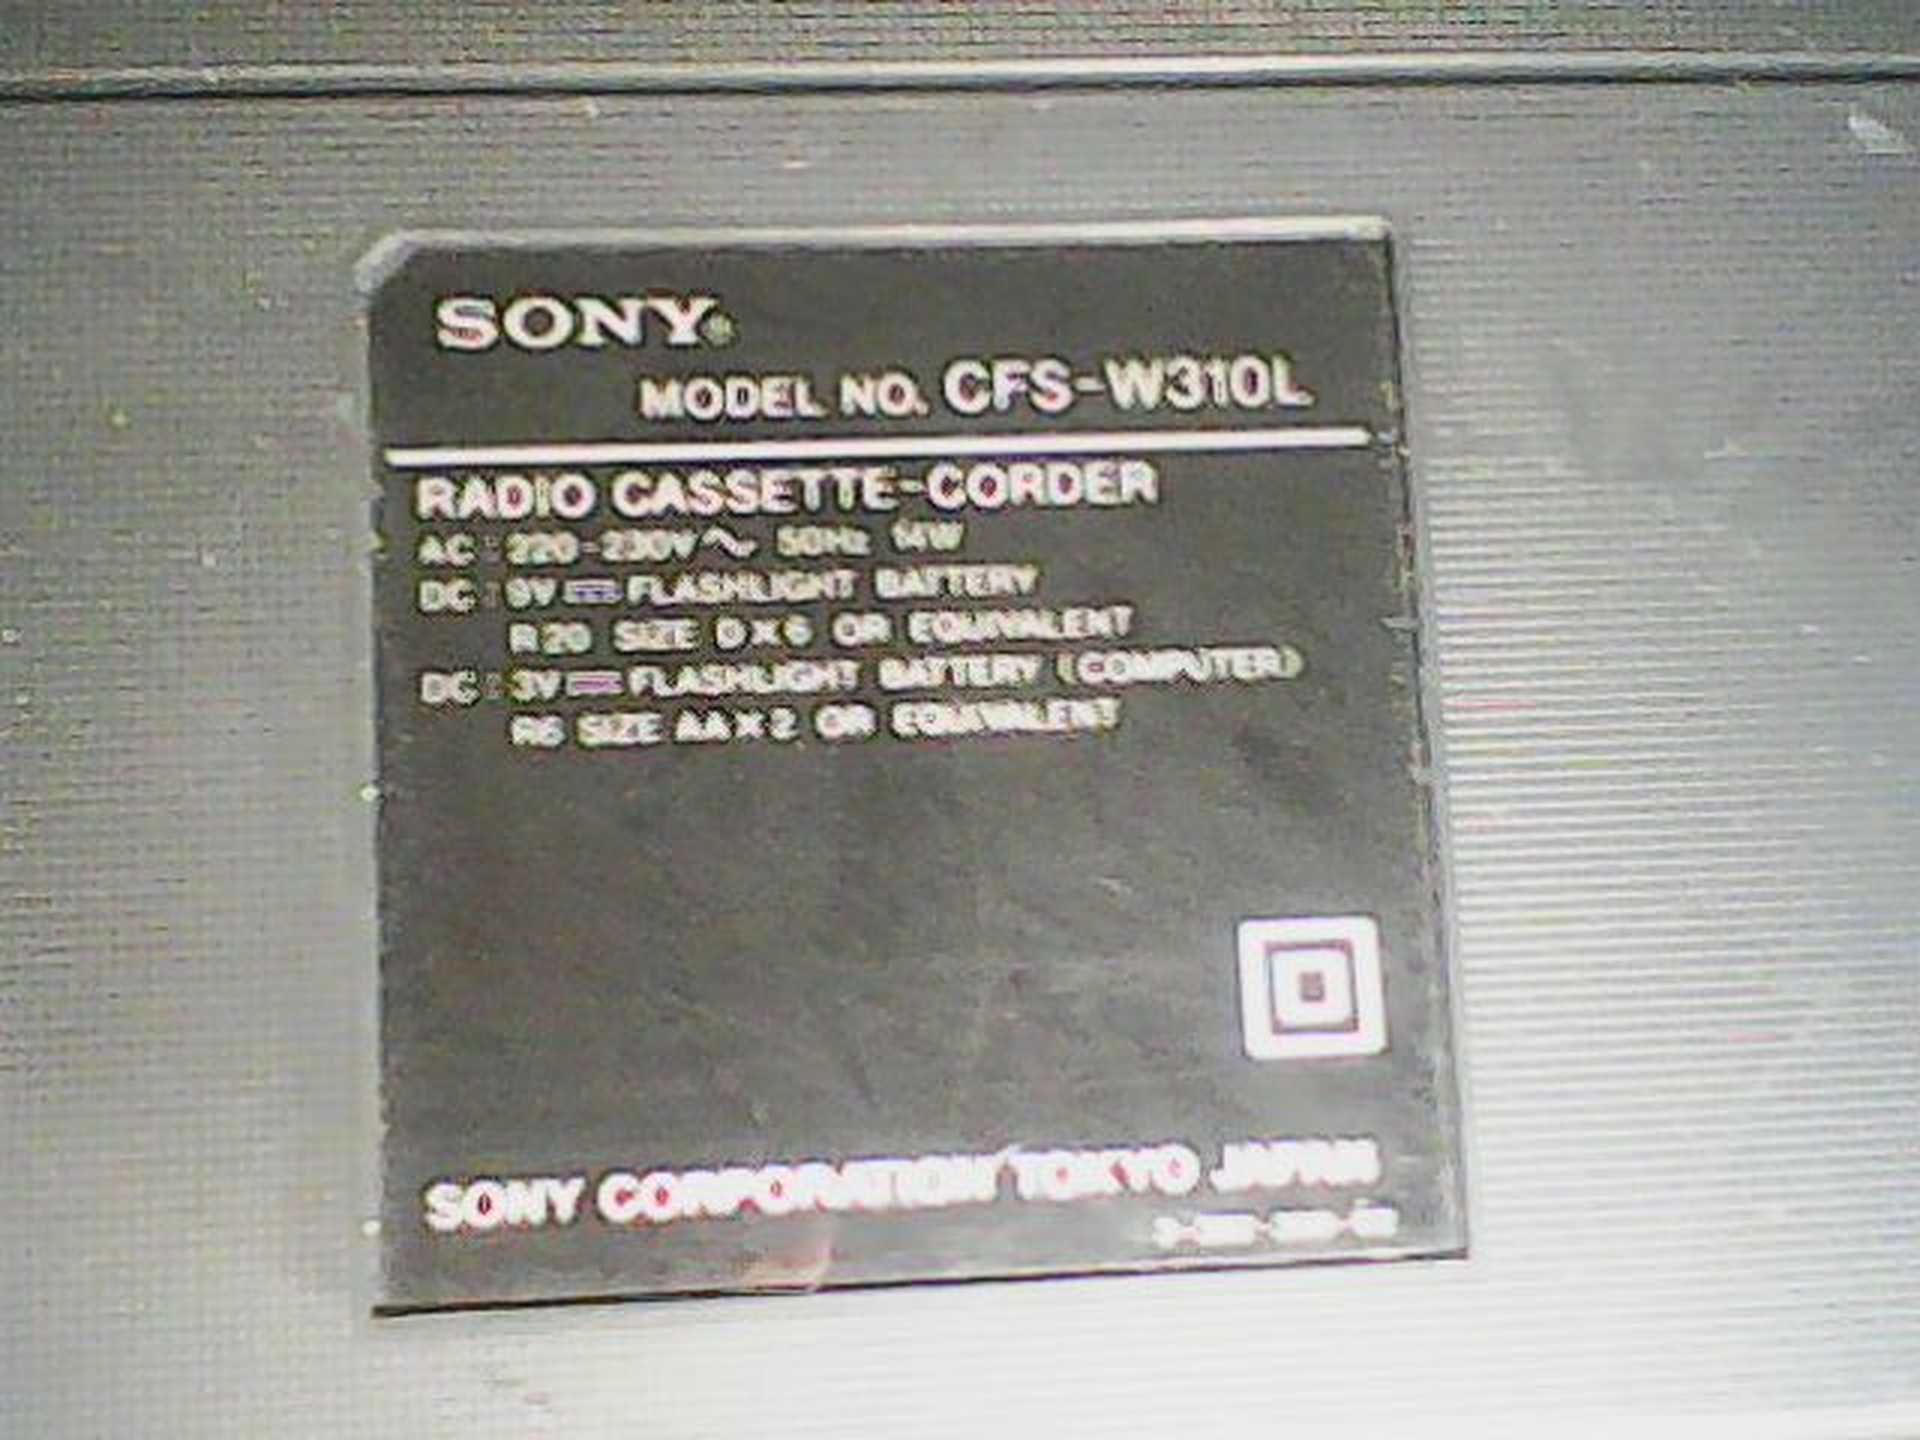 SONY®
MODEL NO. CFS-W310L
RADIO CASSETTE-CORDER
AC : 220-230V~ 50Hz 14W
DC : 9V⎓FLASHLIGHT BATTERY
R20 SIZE D×6 OR EQUIVALENT
DC : 3V⎓FLASHLIGHT BATTERY (COMPUTER)
R6 SIZE AA×2 OR EQUIVALENT
SONY CORPORATION TOKYO JAPAN